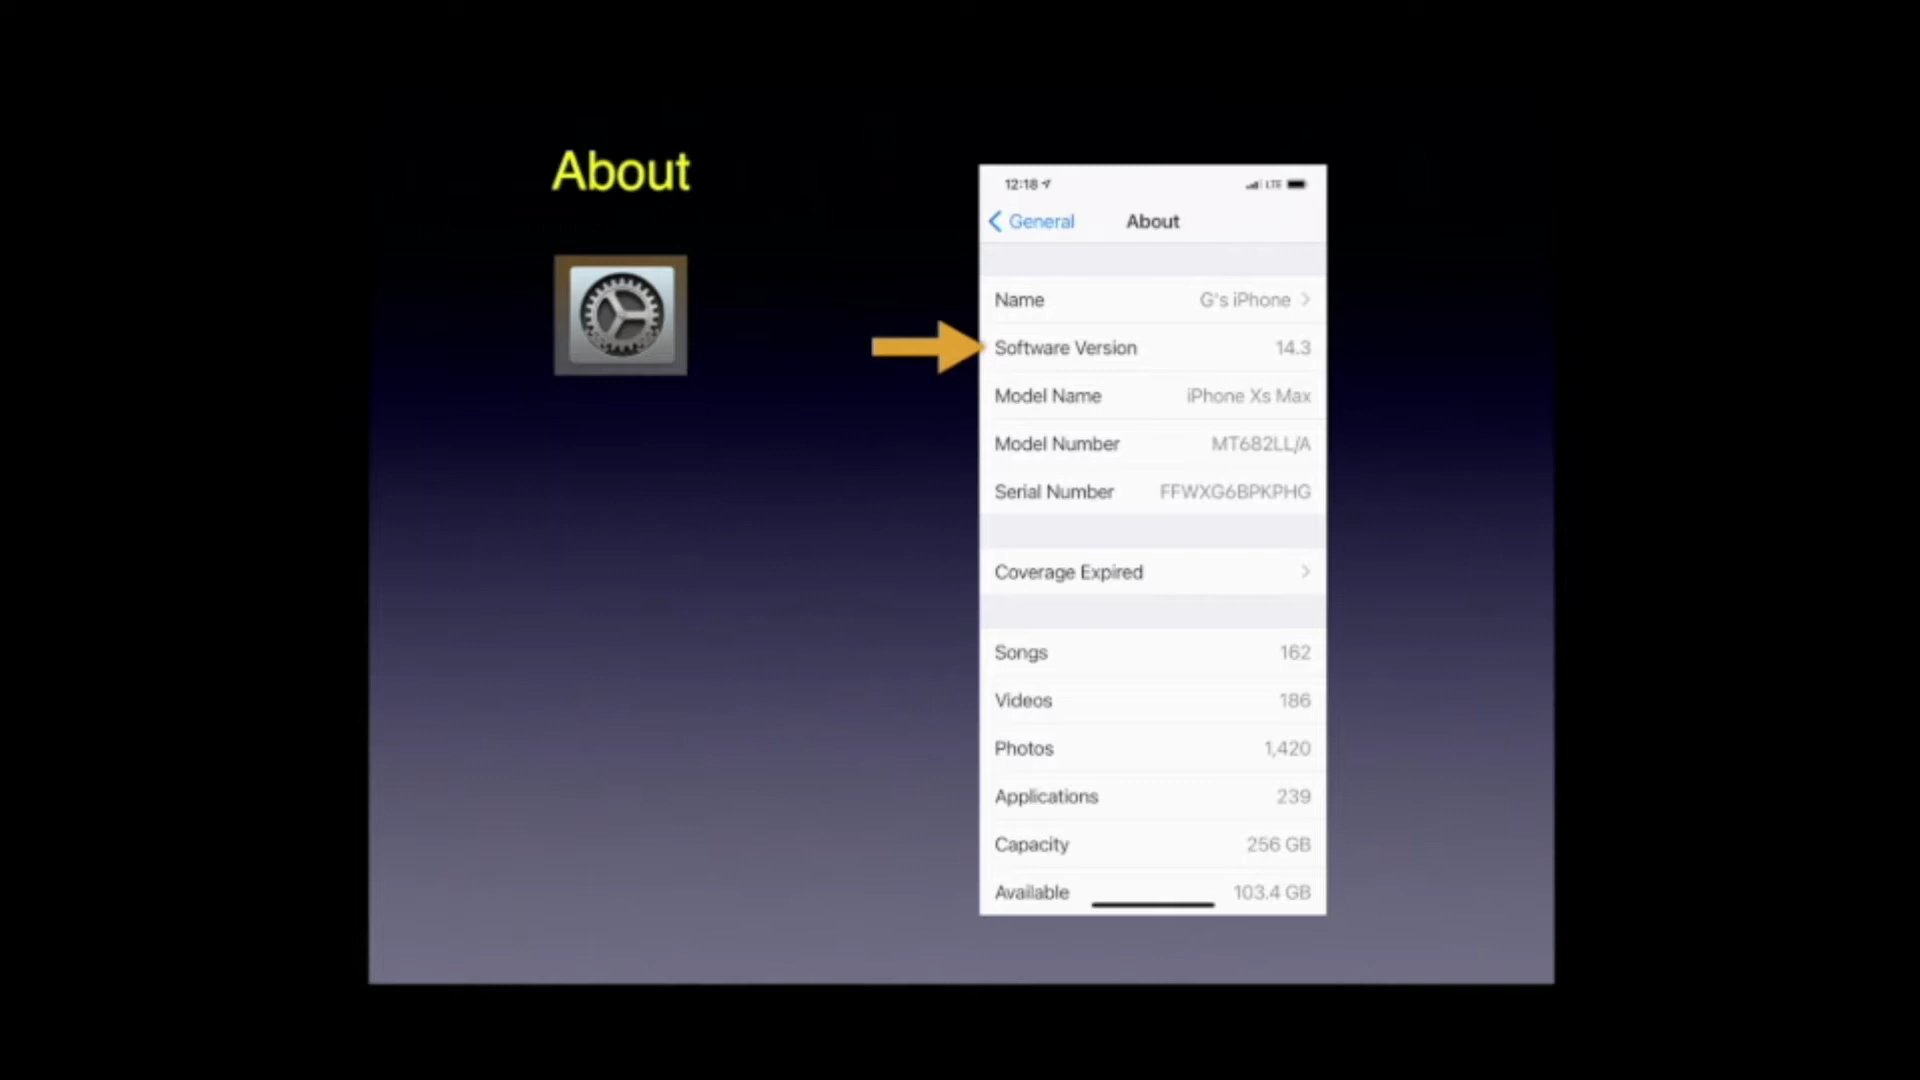 About
12:18 LTE
General About
Name G's iPhone
Software Version 14.3
Model Name iPhone Xs Max
Model Number MT682LL/A
Serial Number FFWXG6BPKPHG
Coverage Expired
Songs 162
Videos 186
Photos 1,420
Applications 239
Capacity 256 GB
Available 103.4 GB